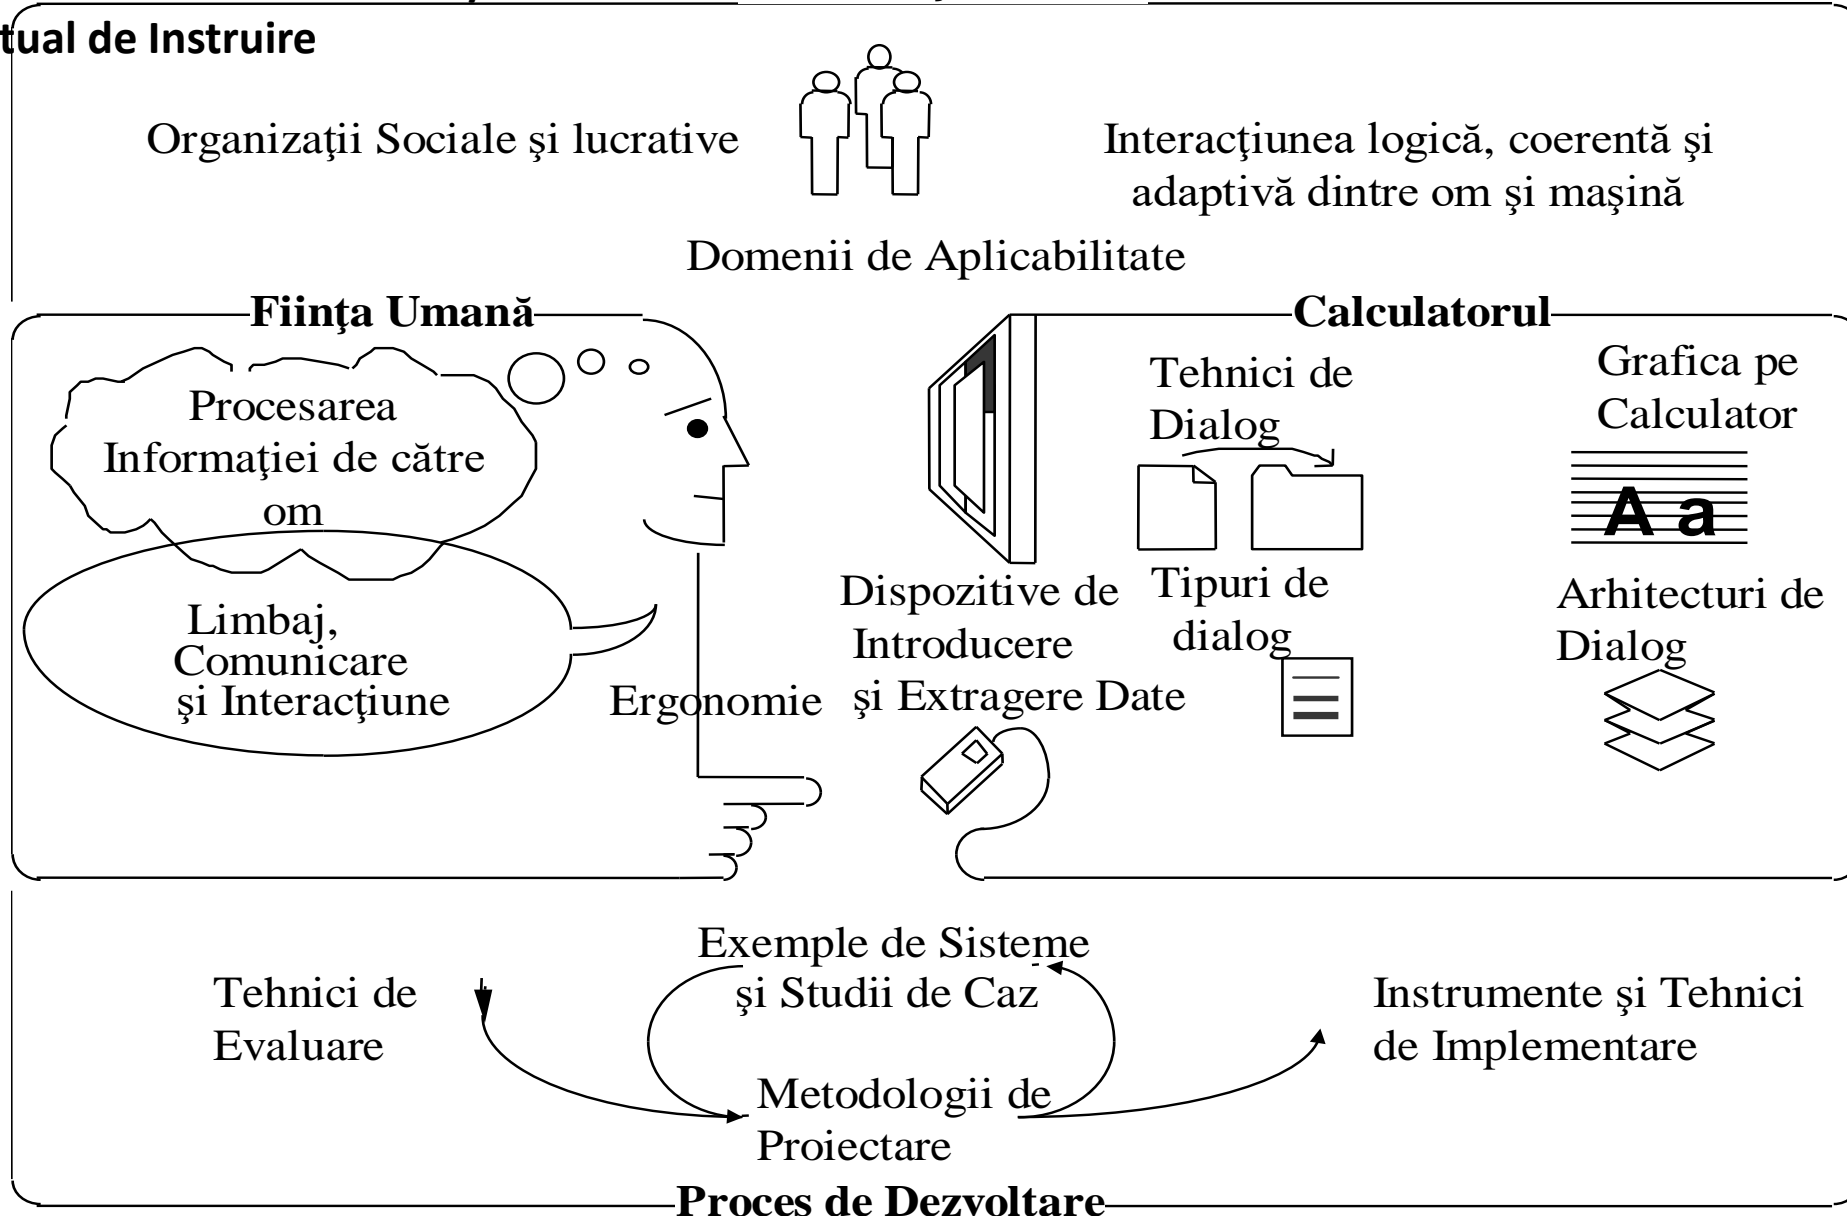 de Instruire
Organizaţii Sociale şi lucrative
Interacţiunea logică, coerentă şi
adaptivă dintre om şi maşină
Domenii de Aplicabilitate
Fiinţa Umană
Procesarea
Informaţiei de către
om
Limbaj,
Comunicare
şi Interacţiune
Ergonomie
Calculatorul
Tehnici de
Dialog
Grafica pe
Calculator
A a
Dispozitive de
Introducere
şi Extragere Date
Tipuri de
dialog
Arhitecturi de
Dialog
Exemple de Sisteme
şi Studii de Caz
Tehnici de
Evaluare
Instrumente şi Tehnici
de Implementare
Metodologii de
Proiectare
Proces de Dezvoltare